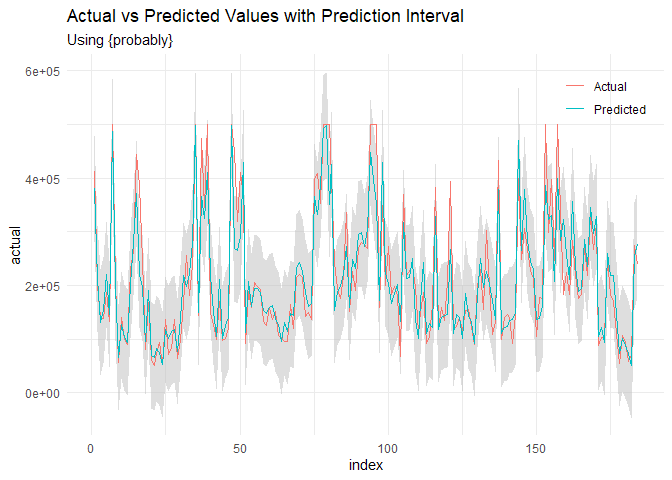 Actual vs Predicted Values with Prediction Interval
Using {probably}
6e+05
4e+05
2e+05
0e+00
actual
Actual
Predicted
0
50
100
150
index